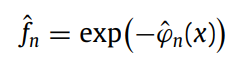 f̂ₙ = exp(−φ̂ₙ(x))